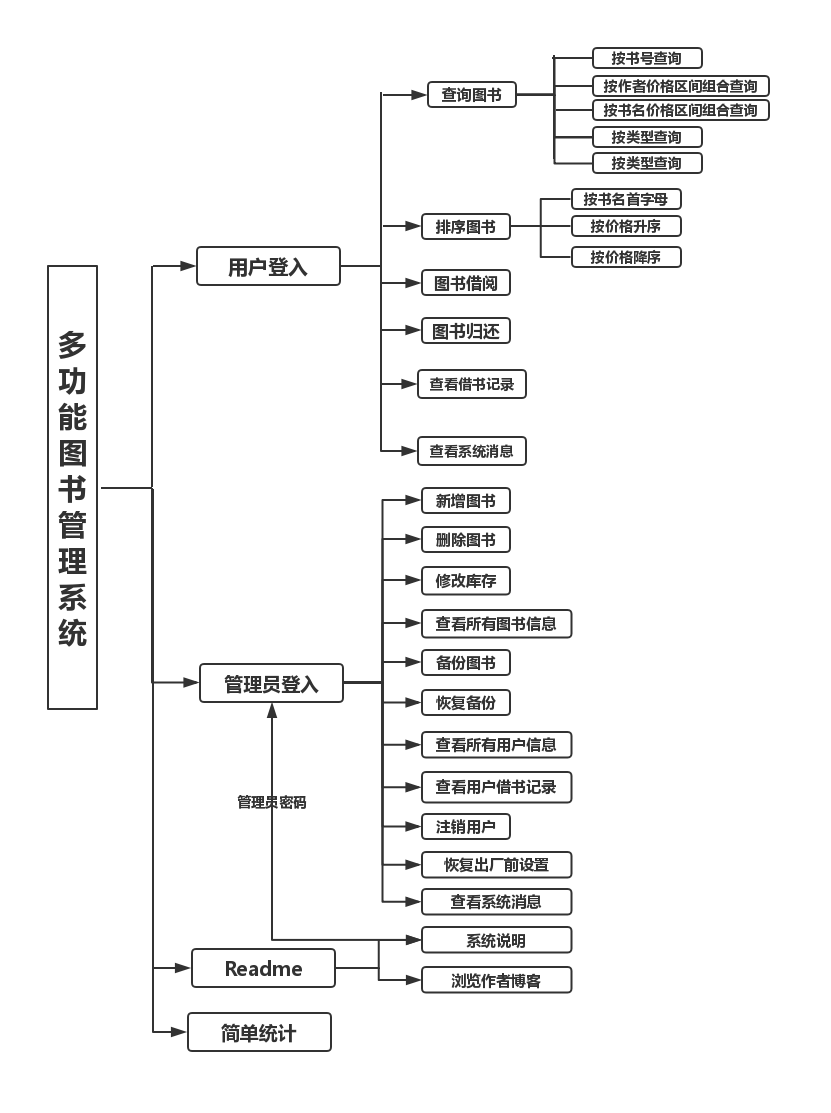 多功能图书管理系统
用户登入
查询图书
按书号查询
按作者价格区间组合查询
按书名价格区间组合查询
按类型查询
按类型查询
排序图书
按书名首字母
按价格升序
按价格降序
图书借阅
图书归还
查看借书记录
查看系统消息
管理员登入
新增图书
删除图书
修改库存
查看所有图书信息
备份图书
恢复备份
查看所有用户信息
查看用户借书记录
注销用户
恢复出厂前设置
查看系统消息
管理员密码
Readme
系统说明
浏览作者博客
简单统计